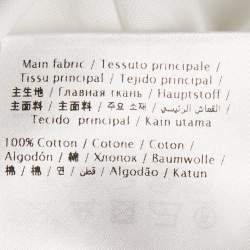 Main fabric / Tessuto principale /
Tissu principal / Tejido principal /
主生地 / Главная ткань / Hauptstoff /
主面料 / 主面料 / 주요 소재 / القماش الرئيسي /
Tecido principal / Kain utama
100% Cotton / Cotone / Coton /
Algodón / 綿 / Хлопок / Baumwolle /
棉 / 棉 / 면 / قطن / Algodão / Katun